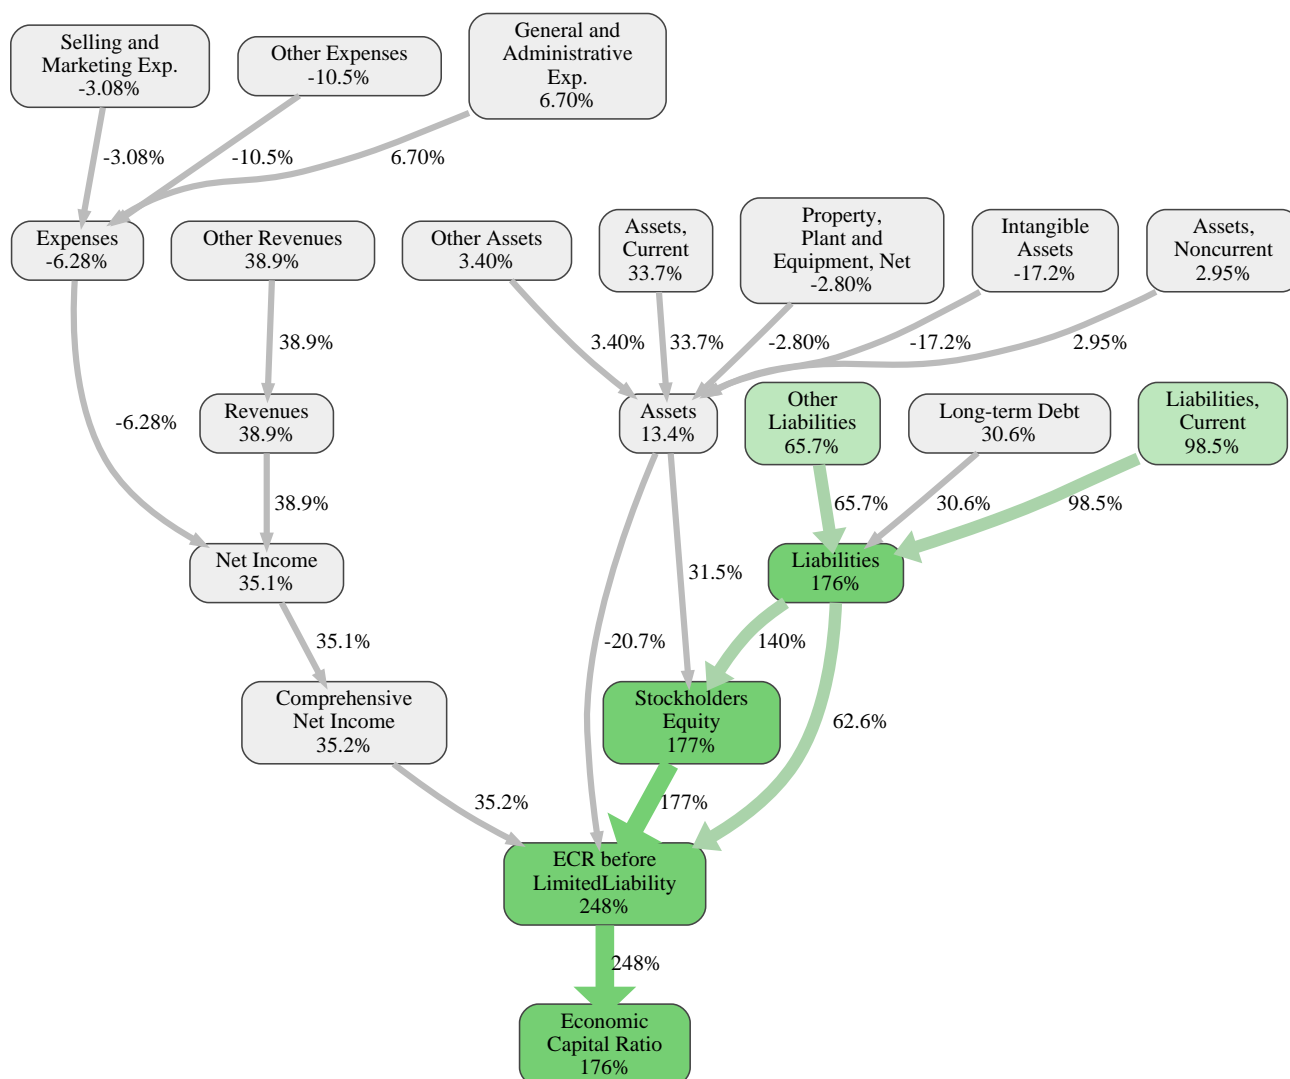 Selling and
Marketing Exp.
-3.08%
Other Expenses
-10.5%
General and
Administrative
Exp.
6.70%
-3.08%
-10.5%
6.70%
Expenses
-6.28%
Other Revenues
38.9%
Other Assets
3.40%
Assets,
Current
33.7%
Property,
Plant and
Equipment, Net
-2.80%
Intangible
Assets
-17.2%
Assets,
Noncurrent
2.95%
38.9%
3.40%
33.7%
-2.80%
-17.2%
2.95%
-6.28%
Revenues
38.9%
Assets
13.4%
Other
Liabilities
65.7%
Long-term Debt
30.6%
Liabilities,
Current
98.5%
38.9%
65.7%
30.6%
98.5%
Net Income
35.1%
31.5%
Liabilities
176%
35.1%
-20.7%
140%
Comprehensive
Net Income
35.2%
Stockholders
Equity
177%
62.6%
35.2%
177%
ECR before
LimitedLiability
248%
248%
Economic
Capital Ratio
176%